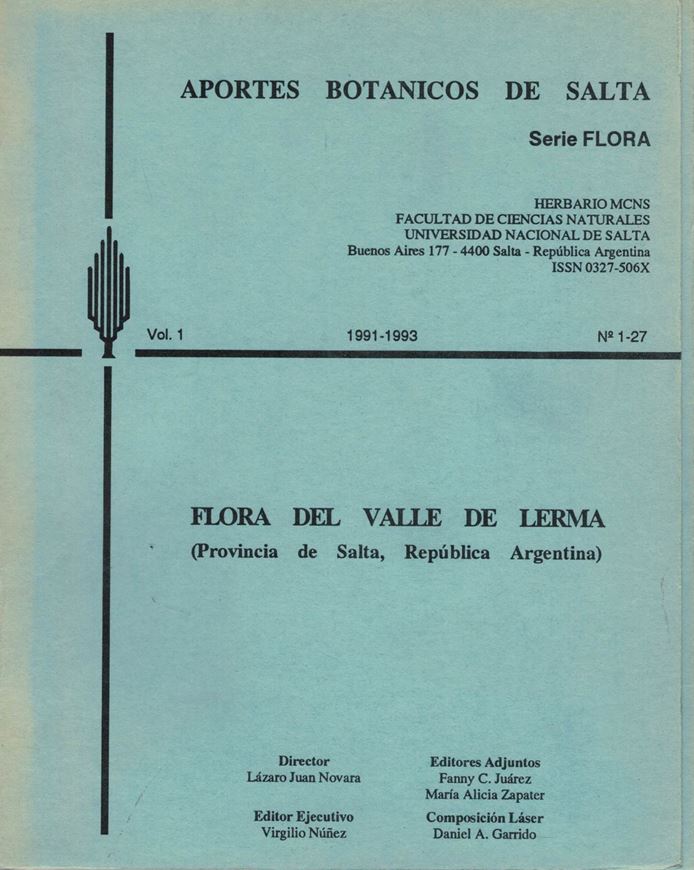 APORTES BOTANICOS DE SALTA
Serie FLORA
HERBARIO MCNS
FACULTAD DE CIENCIAS NATURALES
UNIVERSIDAD NACIONAL DE SALTA
Buenos Aires 177 - 4400 Salta - República Argentina
ISSN 0327-506X
Vol. 1 1991-1993 Nº 1-27
FLORA DEL VALLE DE LERMA
(Provincia de Salta, República Argentina)
Director
Lázaro Juan Novara
Editor Ejecutivo
Virgilio Núñez
Editores Adjuntos
Fanny C. Juárez
María Alicia Zapater
Composición Láser
Daniel A. Garrido